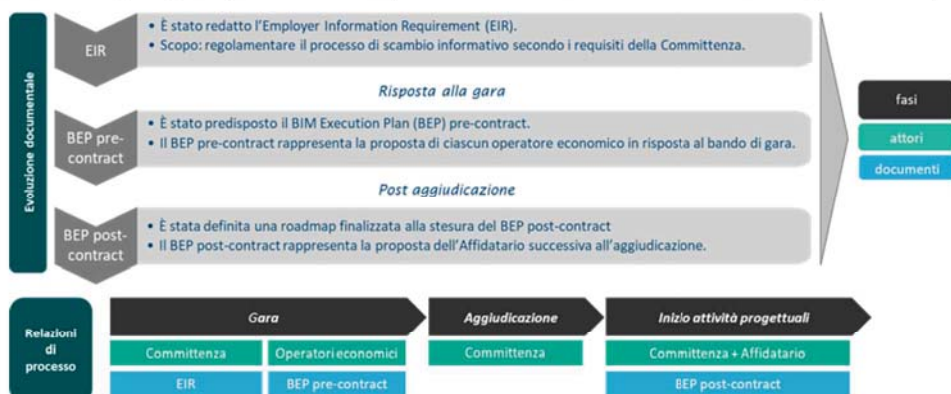 Evoluzione documentale
EIR
• È stato redatto l'Employer Information Requirement (EIR).
• Scopo: regolamentare il processo di scambio informativo secondo i requisiti della Committenza.
Risposta alla gara
BEP pre-
contract
• È stato predisposto il BIM Execution Plan (BEP) pre-contract.
• Il BEP pre-contract rappresenta la proposta di ciascun operatore economico in risposta al bando di gara.
Post aggiudicazione
BEP post-
contract
• È stata definita una roadmap finalizzata alla stesura del BEP post-contract
• Il BEP post-contract rappresenta la proposta dell'Affidatario successiva all'aggiudicazione.
fasi
attori
documenti
Relazioni
di
processo
Gara
Aggiudicazione
Inizio attività progettuali
Committenza
Operatori economici
Committenza
Committenza + Affidatario
EIR
BEP pre-contract
BEP post-contract